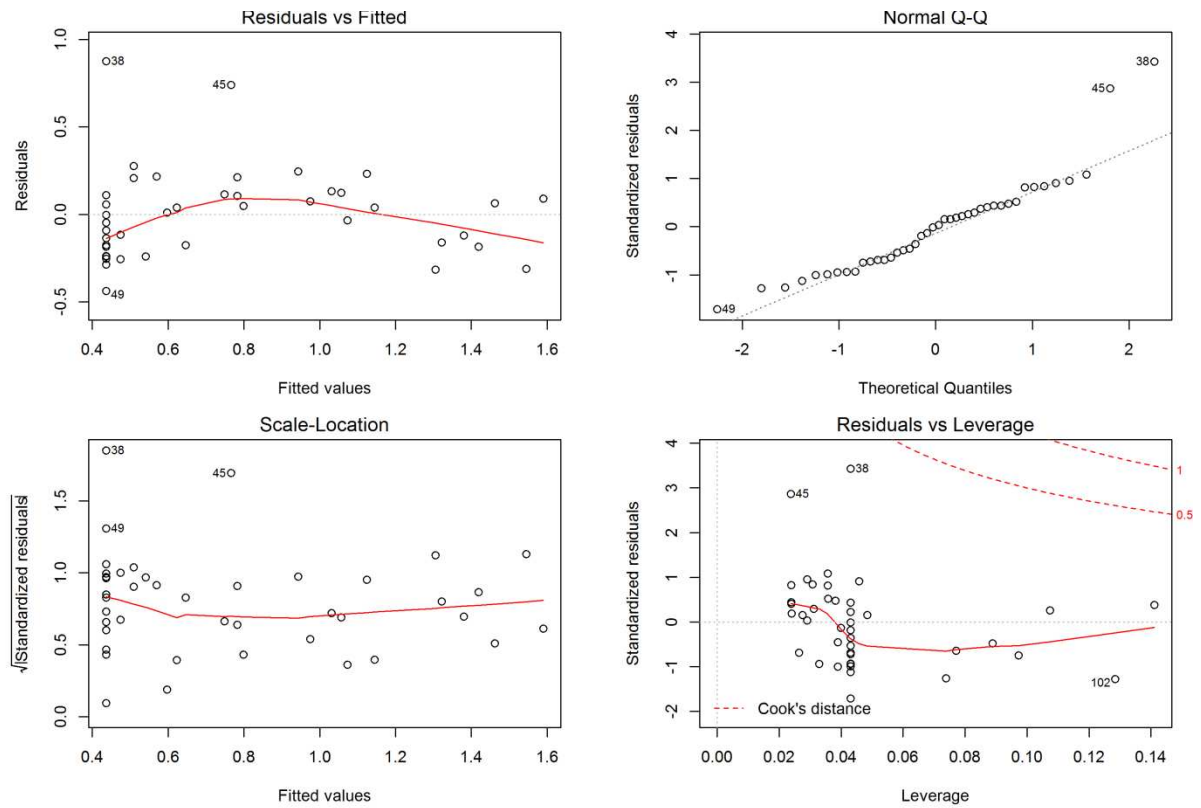 Residuals vs Fitted
Residuals
1.0
0.5
0.0
-0.5
38
45
49
0.4 0.6 0.8 1.0 1.2 1.4 1.6
Fitted values
Normal Q-Q
Standardized residuals
4
3
2
1
0
-1
38
45
49
-2 -1 0 1 2
Theoretical Quantiles
Scale-Location
√|Standardized residuals|
1.5
1.0
0.5
0.0
38
45
49
0.4 0.6 0.8 1.0 1.2 1.4 1.6
Fitted values
Residuals vs Leverage
Standardized residuals
4
3
2
1
0
-1
-2
38
45
1
0.5
102
Cook's distance
0.00 0.02 0.04 0.06 0.08 0.10 0.12 0.14
Leverage